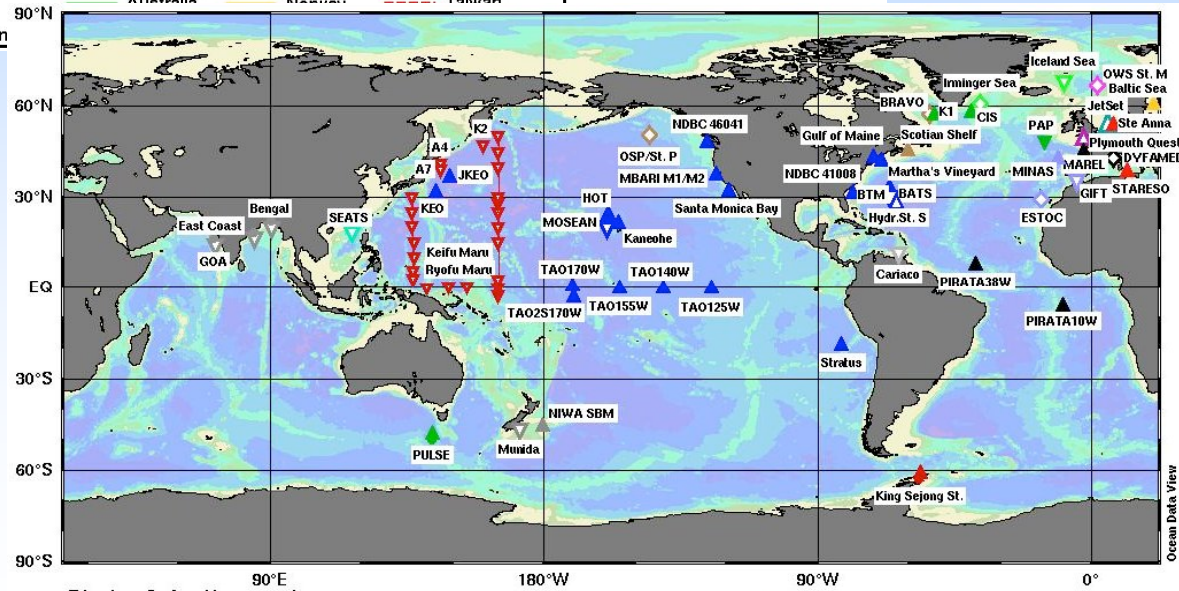 90°N
60°N
30°N
EQ
30°S
60°S
90°S
90°E
180°W
90°W
0°
Iceland Sea
OWS St. M
Irminger Sea
Baltic Sea
BRAVO
K1
CIS
JetSet
Ste Anna
NDBC 46041
Gulf of Maine
Scotian Shelf
PAP
Plymouth Quest
K2
A4
A7
JKEO
OSP/St. P
MBARI M1/M2
NDBC 41008
Martha's Vineyard
MINAS
MAREL
DYFAMED
GIFT
STARESO
KEO
HOT
Santa Monica Bay
BTM
BATS
Hydr.St. S
ESTOC
Bengal
East Coast
SEATS
GOA
MOSEAN
Kaneohe
Keifu Maru
Ryofu Maru
Cariaco
TAO170W
TAO140W
PIRATA38W
TAO2S170W
TAO155W
TAO125W
PIRATA10W
Stratus
NIWA SBM
PULSE
Munida
King Sejong St.
Ocean Data View